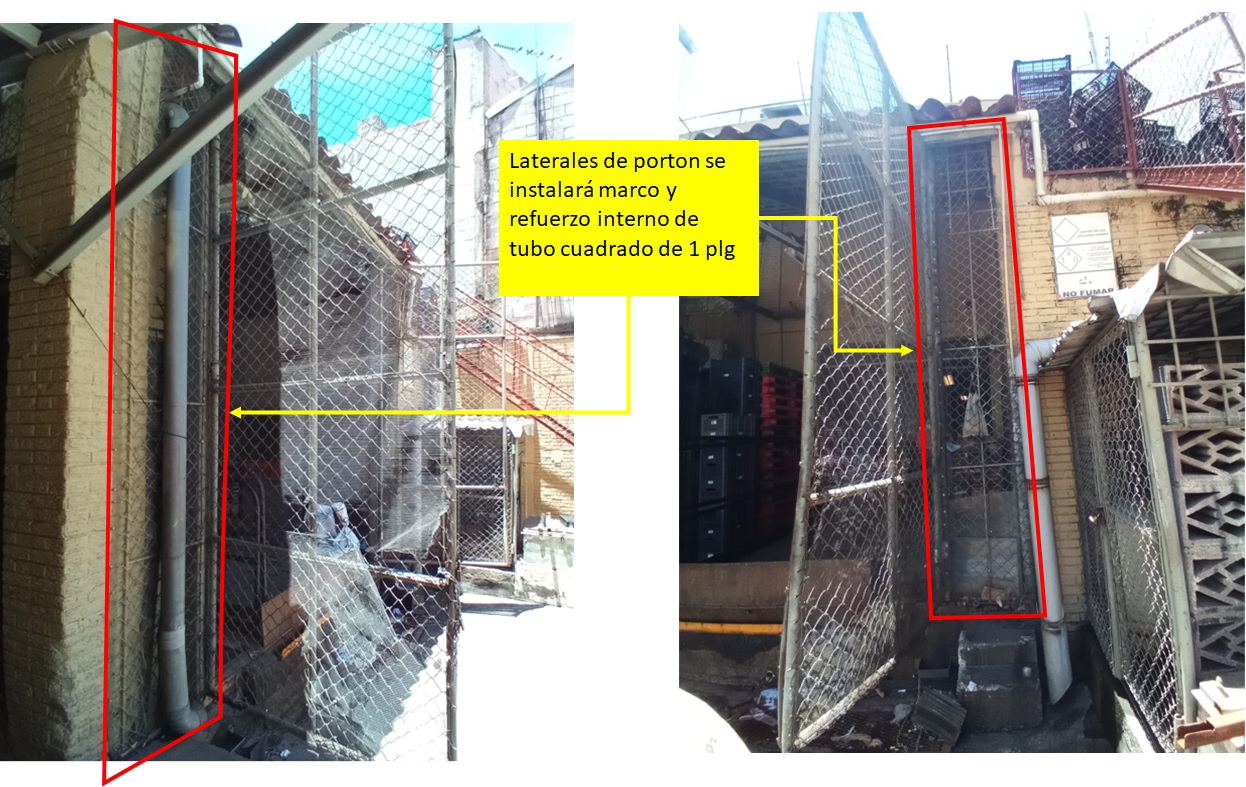 Laterales de porton se
instalará marco y
refuerzo interno de
tubo cuadrado de 1 plg
NO FUMAR